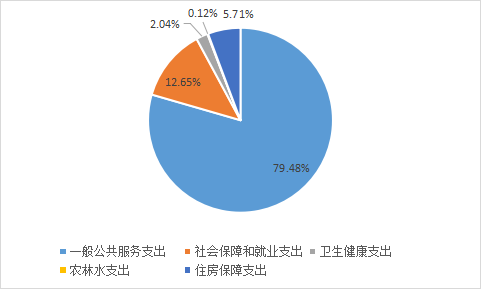 0.12% 5.71%
2.04%
12.65%
79.48%
一般公共服务支出 社会保障和就业支出 卫生健康支出
农林水支出 住房保障支出